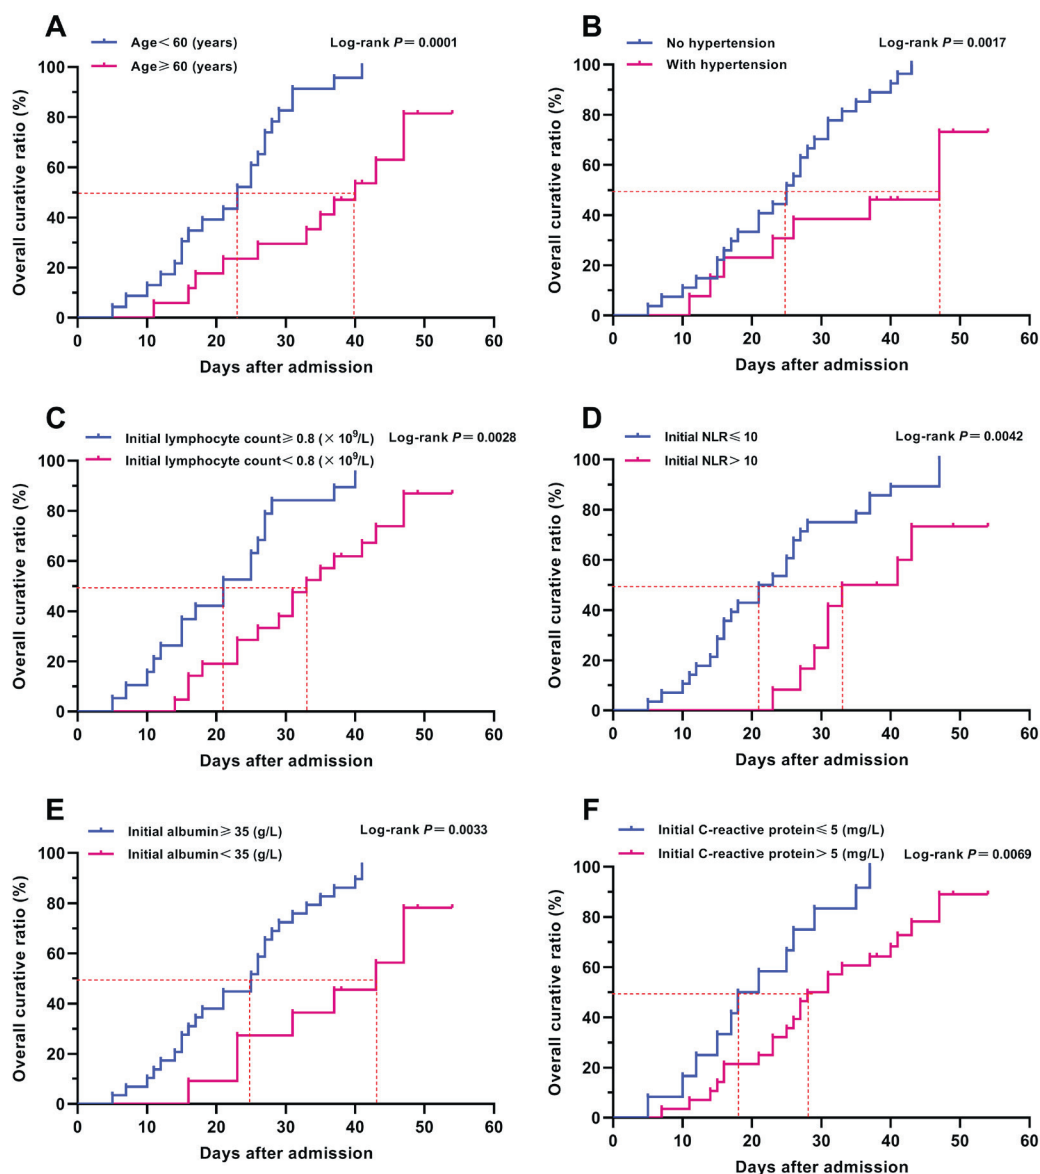 A
Age< 60 (years)
Age≥ 60 (years)
Log-rank P= 0.0001
Overall curative ratio (%)
100
80
60
40
20
0
0 10 20 30 40 50 60
Days after admission
B
No hypertension
With hypertension
Log-rank P= 0.0017
Overall curative ratio (%)
100
80
60
40
20
0
0 10 20 30 40 50 60
Days after admission
C
Initial lymphocyte count≥ 0.8 (× 10⁹/L)
Initial lymphocyte count< 0.8 (× 10⁹/L)
Log-rank P= 0.0028
Overall curative ratio (%)
100
80
60
40
20
0
0 10 20 30 40 50 60
Days after admission
D
Initial NLR≤ 10
Initial NLR> 10
Log-rank P= 0.0042
Overall curative ratio (%)
100
80
60
40
20
0
0 10 20 30 40 50 60
Days after admission
E
Initial albumin≥ 35 (g/L)
Initial albumin< 35 (g/L)
Log-rank P= 0.0033
Overall curative ratio (%)
100
80
60
40
20
0
0 10 20 30 40 50 60
Days after admission
F
Initial C-reactive protein≤ 5 (mg/L)
Initial C-reactive protein> 5 (mg/L)
Log-rank P= 0.0069
Overall curative ratio (%)
100
80
60
40
20
0
0 10 20 30 40 50 60
Days after admission